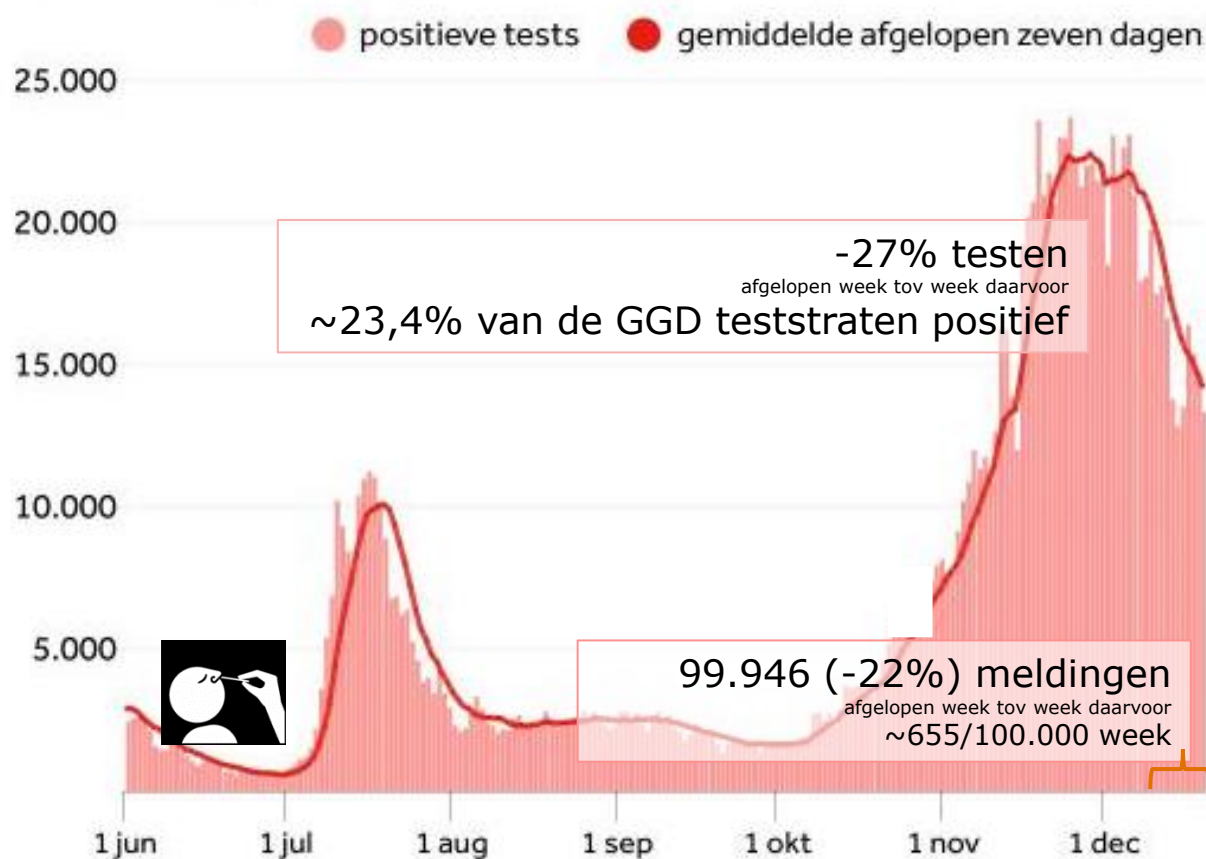 positieve tests gemiddelde afgelopen zeven dagen
25.000
20.000
-27% testen
afgelopen week tov week daarvoor
~23,4% van de GGD teststraten positief
15.000
10.000
5.000
99.946 (-22%) meldingen
afgelopen week tov week daarvoor
~655/100.000 week
1 jun 1 jul 1 aug 1 sep 1 okt 1 nov 1 dec